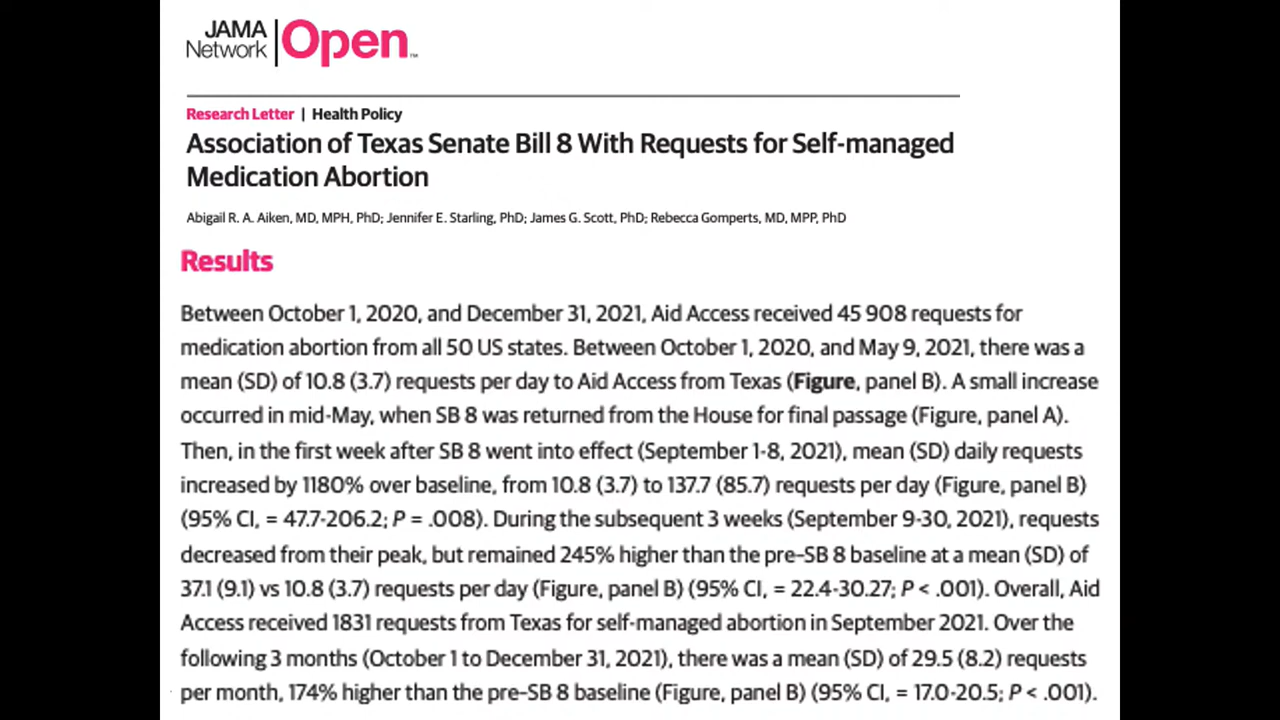 JAMA
Network Open™
Research Letter | Health Policy
Association of Texas Senate Bill 8 With Requests for Self-managed
Medication Abortion
Abigail R. A. Aiken, MD, MPH, PhD; Jennifer E. Starling, PhD; James G. Scott, PhD; Rebecca Gomperts, MD, MPP, PhD
Results
Between October 1, 2020, and December 31, 2021, Aid Access received 45 908 requests for
medication abortion from all 50 US states. Between October 1, 2020, and May 9, 2021, there was a
mean (SD) of 10.8 (3.7) requests per day to Aid Access from Texas (Figure, panel B). A small increase
occurred in mid-May, when SB 8 was returned from the House for final passage (Figure, panel A).
Then, in the first week after SB 8 went into effect (September 1-8, 2021), mean (SD) daily requests
increased by 1180% over baseline, from 10.8 (3.7) to 137.7 (85.7) requests per day (Figure, panel B)
(95% CI, = 47.7-206.2; P = .008). During the subsequent 3 weeks (September 9-30, 2021), requests
decreased from their peak, but remained 245% higher than the pre–SB 8 baseline at a mean (SD) of
37.1 (9.1) vs 10.8 (3.7) requests per day (Figure, panel B) (95% CI, = 22.4-30.27; P < .001). Overall, Aid
Access received 1831 requests from Texas for self-managed abortion in September 2021. Over the
following 3 months (October 1 to December 31, 2021), there was a mean (SD) of 29.5 (8.2) requests
per month, 174% higher than the pre-SB 8 baseline (Figure, panel B) (95% CI, = 17.0-20.5; P < .001).